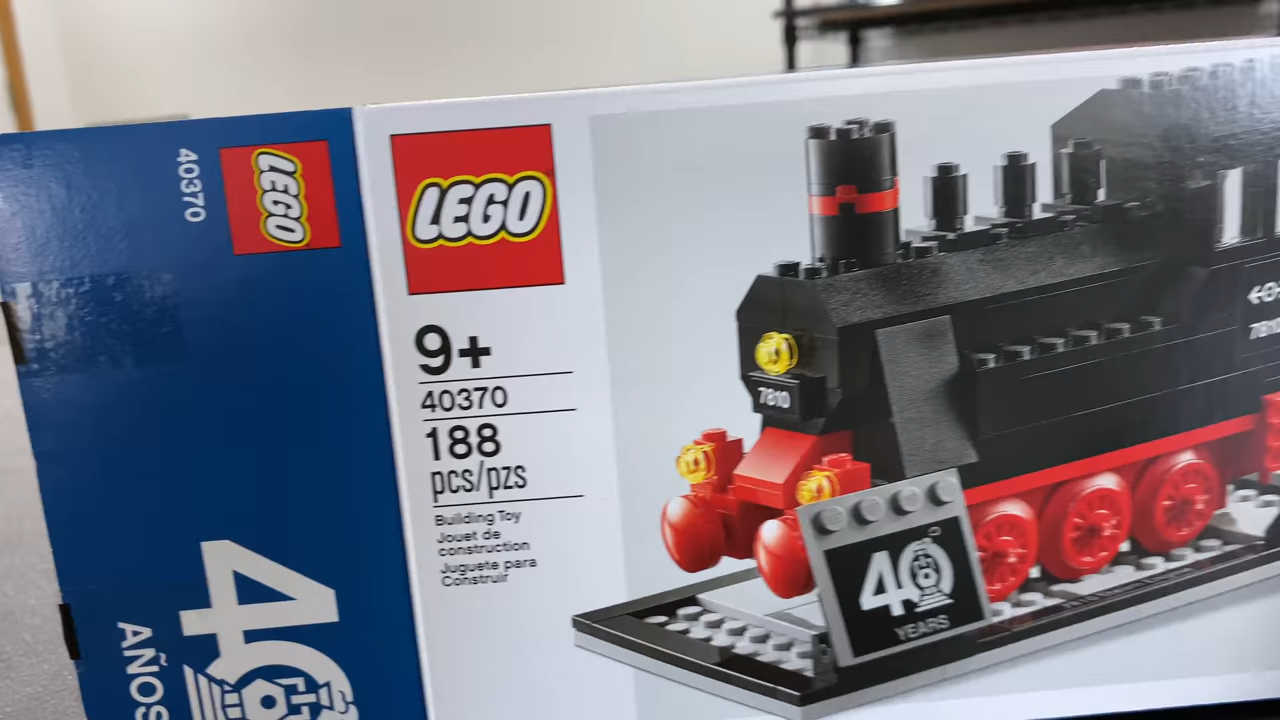 40370
LEGO
40
AÑOS
LEGO
9+
40370
188
pcs/pzs
Building Toy
Jouet de
construction
Juguete para
Construir
7810
7810
40
YEARS